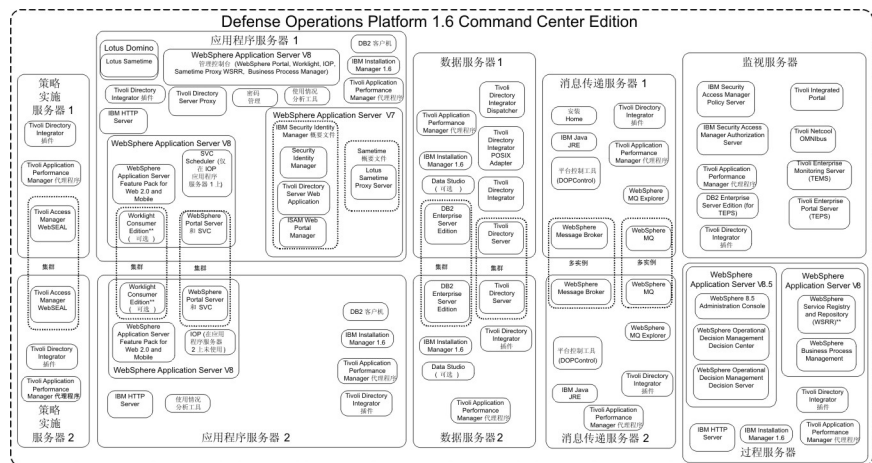 Defense Operations Platform 1.6 Command Center Edition
策略
实施
服务器 1
Tivoli Directory
Integrator
插件
Tivoli Application
Performance
Manager 代理程序
Tivoli Access
Manager
WebSEAL
集群
Tivoli Access
Manager
WebSEAL
Tivoli Directory
Integrator
插件
Tivoli Application
Performance
Manager 代理程序
策略
实施
服务器 2
应用程序服务器 1
Lotus Domino
Lotus Sametime
WebSphere Application Server V8
管理控制台 (WebSphere Portal, Worklight, IOP,
Sametime Proxy WSRR, Business Process Manager)
DB2 客户机
IBM Installation
Manager 1.6
Tivoli Directory
Integrator 插件
Tivoli Directory
Server Proxy
密码
管理
使用情况
分析工具
Tivoli Application
Performance
Manager 代理程序
IBM HTTP
Server
WebSphere Application Server V8
WebSphere
Application Server
Feature Pack for
Web 2.0 and
Mobile
SVC
Scheduler (仅
在 IOP
应用程序
服务器 1 上)
Worklight
Consumer
Edition**
( 可选 )
WebSphere
Portal Server
和 SVC
WebSphere Application Server V7
IBM Security Identity
Manager 概要文件
Security
Identity
Manager
Tivoli Directory
Server Web
Application
ISAM Web
Portal
Manager
Sametime
概要文件
Lotus
Sametime
Proxy Server
集群
集群
Worklight
Consumer
Edition**
( 可选 )
WebSphere
Portal Server
和 SVC
WebSphere
Application Server
Feature Pack for
Web 2.0 and
Mobile
IOP (在应用
程序服务器
2 上未使用)
WebSphere Application Server V8
DB2 客户机
IBM Installation
Manager 1.6
Tivoli Application
Performance
Manager 代理程序
IBM HTTP
Server
使用情况
分析工具
Tivoli Directory
Integrator
插件
应用程序服务器 2
数据服务器1
Tivoli Application
Performance
Manager 代理程序
Tivoli
Directory
Integrator
Dispatcher
Tivoli
Directory
Integrator
POSIX
Adapter
IBM Installation
Manager 1.6
Data Studio
( 可选 )
Tivoli
Directory
Integrator
DB2
Enterprise
Server
Edition
Tivoli
Directory
Server
集群
集群
DB2
Enterprise
Server
Edition
Tivoli
Directory
Server
IBM Installation
Manager 1.6
Tivoli Directory
Integrator
插件
Data Studio
( 可选 )
Tivoli Application
Performance
Manager 代理程序
数据服务器2
消息传递服务器 1
安装
Home
Tivoli Directory
Integrator
插件
IBM Java
JRE
Tivoli Application
Performance
Manager 代理程序
平台控制工具
(DOPControl)
WebSphere
MQ Explorer
WebSphere
Message Broker
WebSphere
MQ
多实例
多实例
WebSphere
Message Broker
WebSphere
MQ
WebSphere
MQ Explorer
平台控制工具
(DOPControl)
IBM Java
JRE
Tivoli Directory
Integrator
插件
Tivoli Application
Performance
Manager 代理程序
消息传递服务器 2
监视服务器
IBM Security
Access Manager
Policy Server
Tivoli Integrated
Portal
IBM Security Access
Manager Authorization
Server
Tivoli Netcool
OMNIbus
Tivoli Application
Performance
Manager 代理程序
Tivoli Enterprise
Monitoring Server
(TEMS)
DB2 Enterprise
Server Edition (for
TEPS)
Tivoli Enterprise
Portal Server
(TEPS)
Tivoli Directory
Integrator
插件
WebSphere
Application Server V8.5
WebSphere 8.5
Administration Console
WebSphere Operational
Decision Management
Decision Center
WebSphere Operational
Decision Management
Decision Server
WebSphere
Application Server V8
WebSphere
Service Registry
and Repository
(WSRR)**
WebSphere
Business Process
Management
Tivoli Directory
Integrator
插件
IBM HTTP
Server
IBM Installation
Manager 1.6
Tivoli Application
Performance
Manager 代理程序
过程服务器